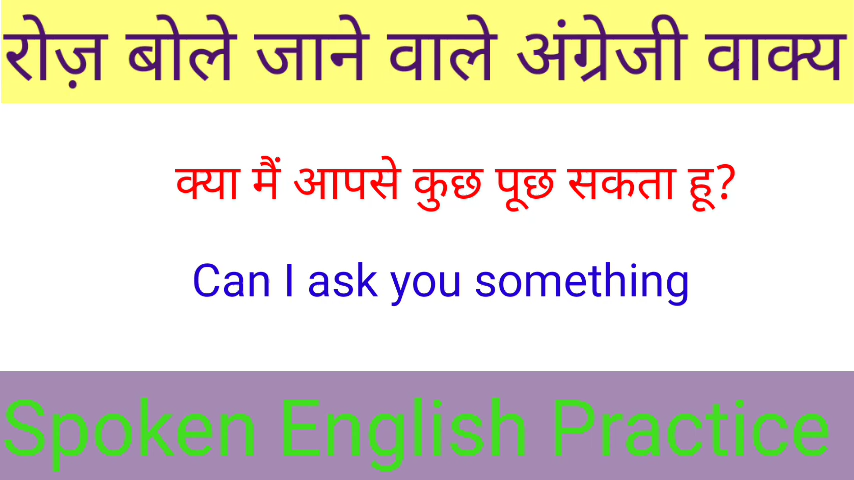 रोज़ बोले जाने वाले अंग्रेजी वाक्य
क्या मैं आपसे कुछ पूछ सकता हू?
Can I ask you something
Spoken English Practice